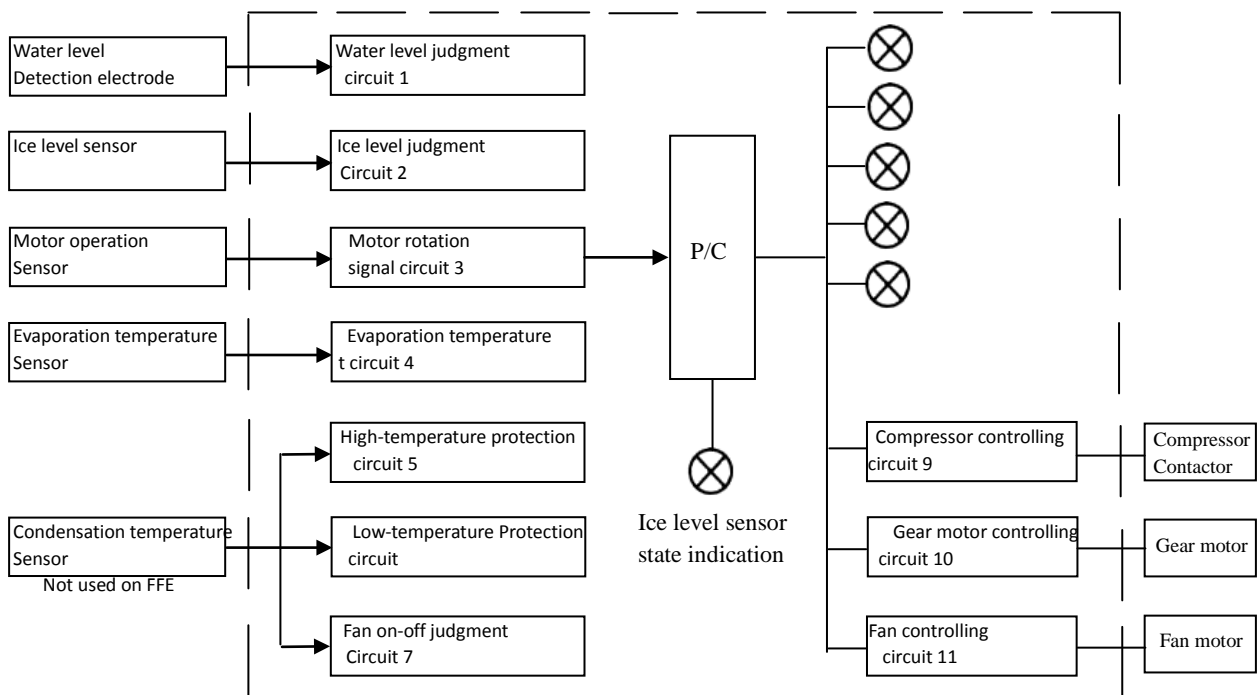 Water level
Detection electrode
Water level judgment
circuit 1
Ice level sensor
Ice level judgment
Circuit 2
Motor operation
Sensor
Motor rotation
signal circuit 3
P/C
Evaporation temperature
Sensor
Evaporation temperature
t circuit 4
High-temperature protection
circuit 5
Condensation temperature
Sensor
Not used on FFE
Low-temperature Protection
circuit
Fan on-off judgment
Circuit 7
Ice level sensor
state indication
Compressor controlling
circuit 9
Compressor
Contactor
Gear motor controlling
circuit 10
Gear motor
Fan controlling
circuit 11
Fan motor